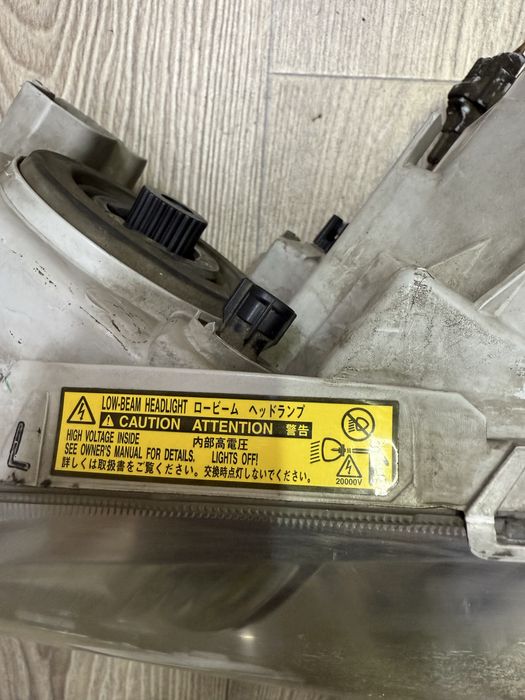 LOW-BEAM HEADLIGHT ロービーム ヘッドランプ
CAUTION ATTENTION 警告
HIGH VOLTAGE INSIDE 内部高電圧
SEE OWNER'S MANUAL FOR DETAILS. LIGHTS OFF!
詳しくは取扱書をご覧ください。交換時点灯しないでください。
20000V
L